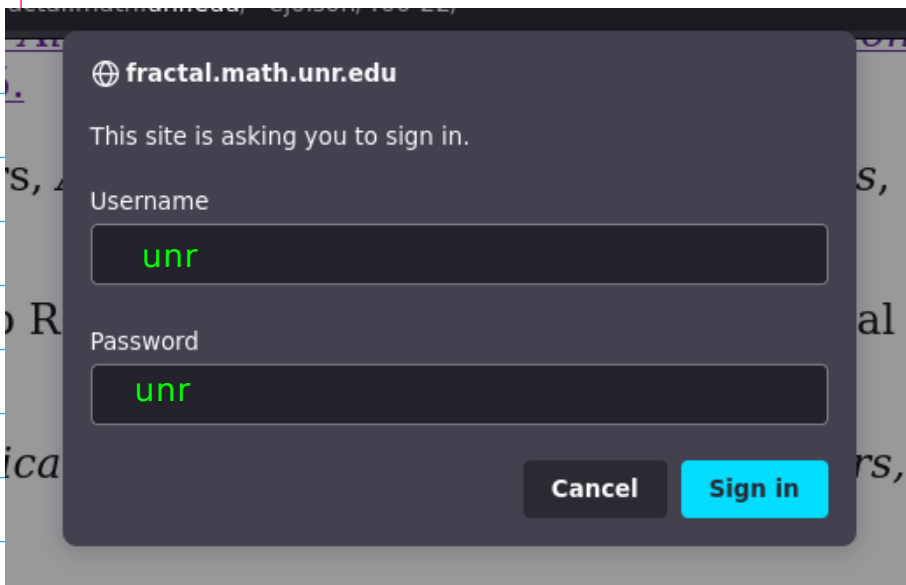 fractal.math.unr.edu
This site is asking you to sign in.
Username
unr
Password
unr
Cancel
Sign in